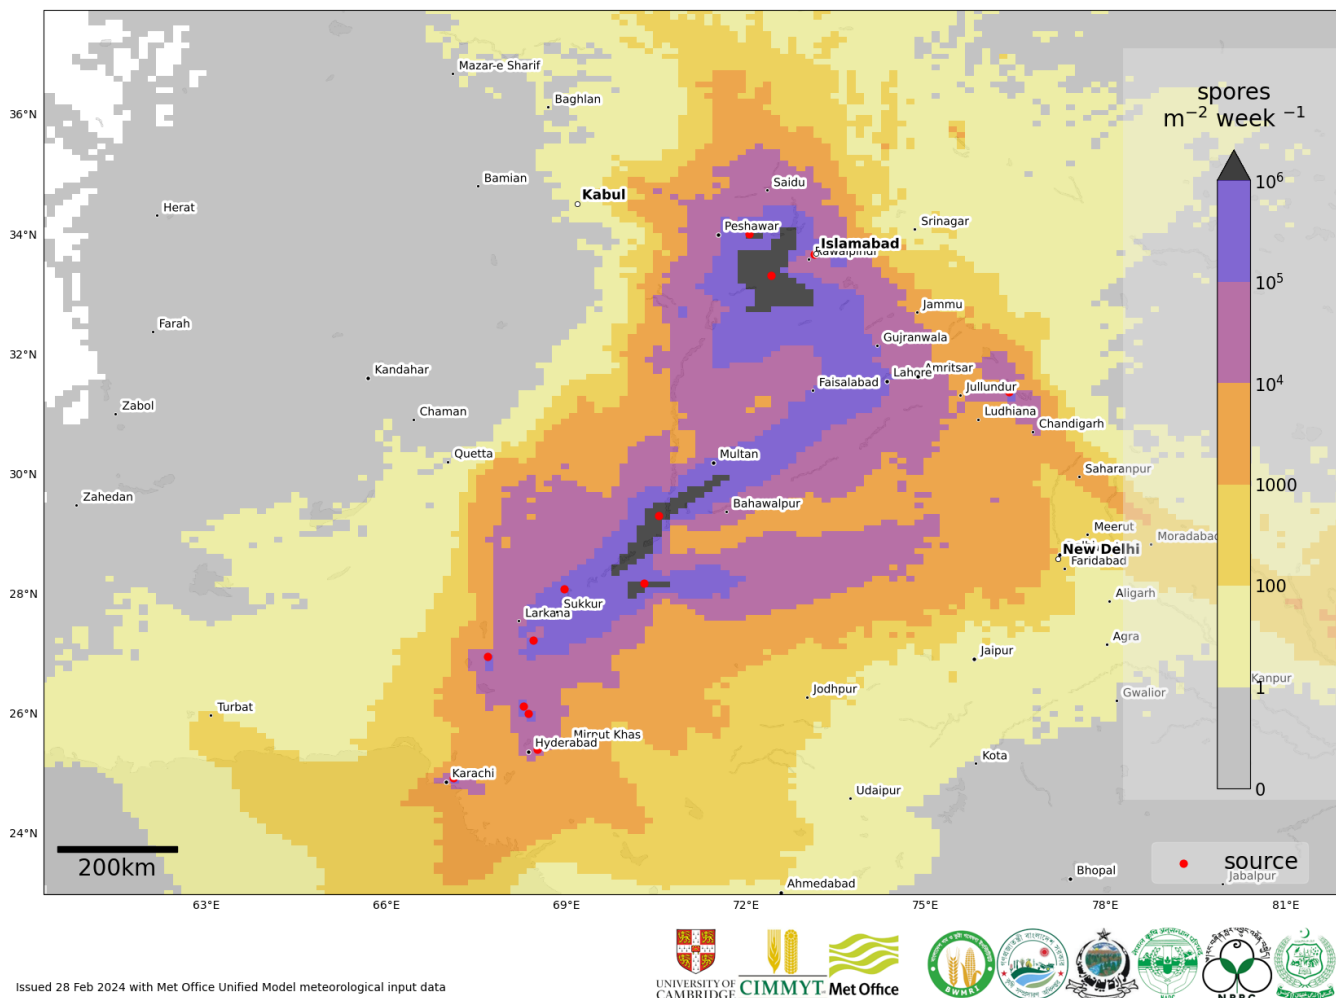 Mazar-e Sharif
Baghlan
36°N
Bamian
Saidu
Kabul
Herat
34°N
Peshawar
Srinagar
Islamabad
Rawalpindi
Jammu
Farah
32°N
Gujranwala
Kandahar
Lahore
Amritsar
Faisalabad
Jullundur
Zabol
Chaman
Ludhiana
Chandigarh
Quetta
Multan
30°N
Saharanpur
Zahedan
Bahawalpur
Meerut
Moradabad
New Delhi
Faridabad
28°N
Sukkur
Larkana
Aligarh
Agra
Jaipur
Kanpur
Jodhpur
Gwalior
26°N
Turbat
Mirput Khas
Hyderabad
Kota
Karachi
Udaipur
24°N
200km
Bhopal
Jabalpur
Ahmedabad
63°E
66°E
69°E
72°E
75°E
78°E
81°E
spores
m⁻² week ⁻¹
10⁶
10⁵
10⁴
1000
100
1
0
source
Issued 28 Feb 2024 with Met Office Unified Model meteorological input data
UNIVERSITY OF
CAMBRIDGE
CIMMYT
Met Office
BWMRI